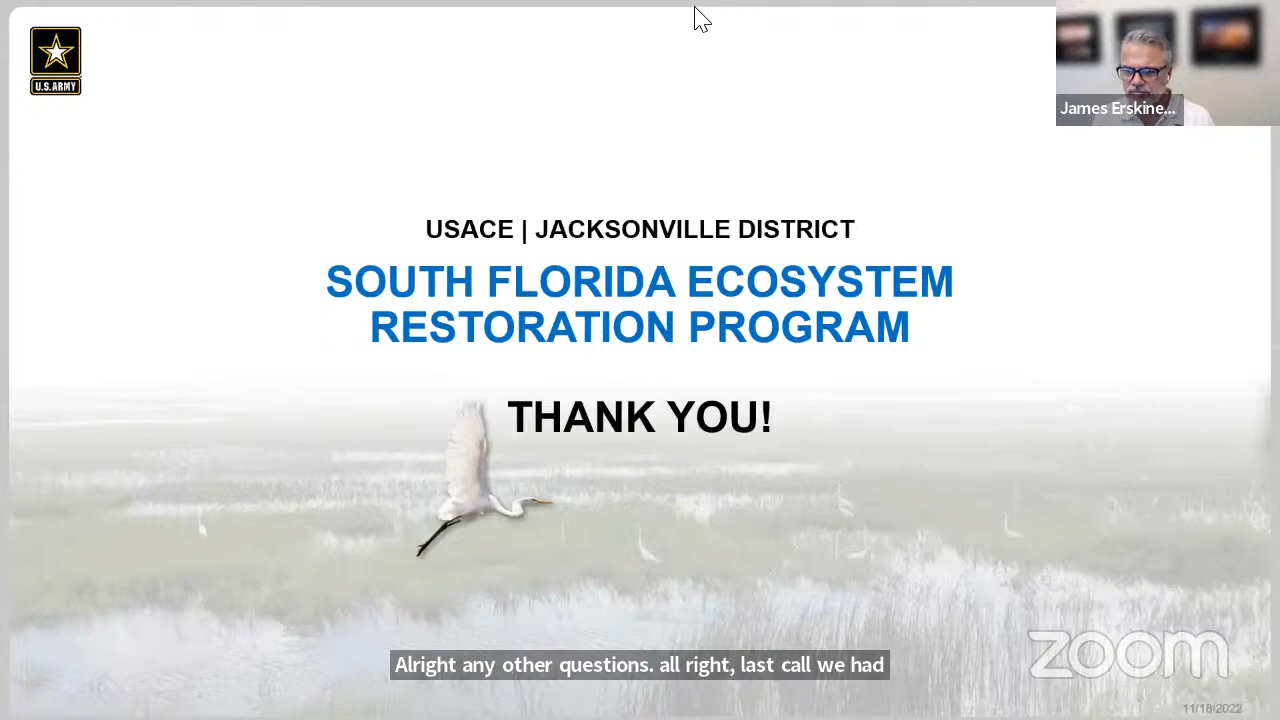 U.S.ARMY
James Erskine...
USACE | JACKSONVILLE DISTRICT
SOUTH FLORIDA ECOSYSTEM
RESTORATION PROGRAM
THANK YOU!
Alright any other questions. all right, last call we had
zoom
11/18/2022